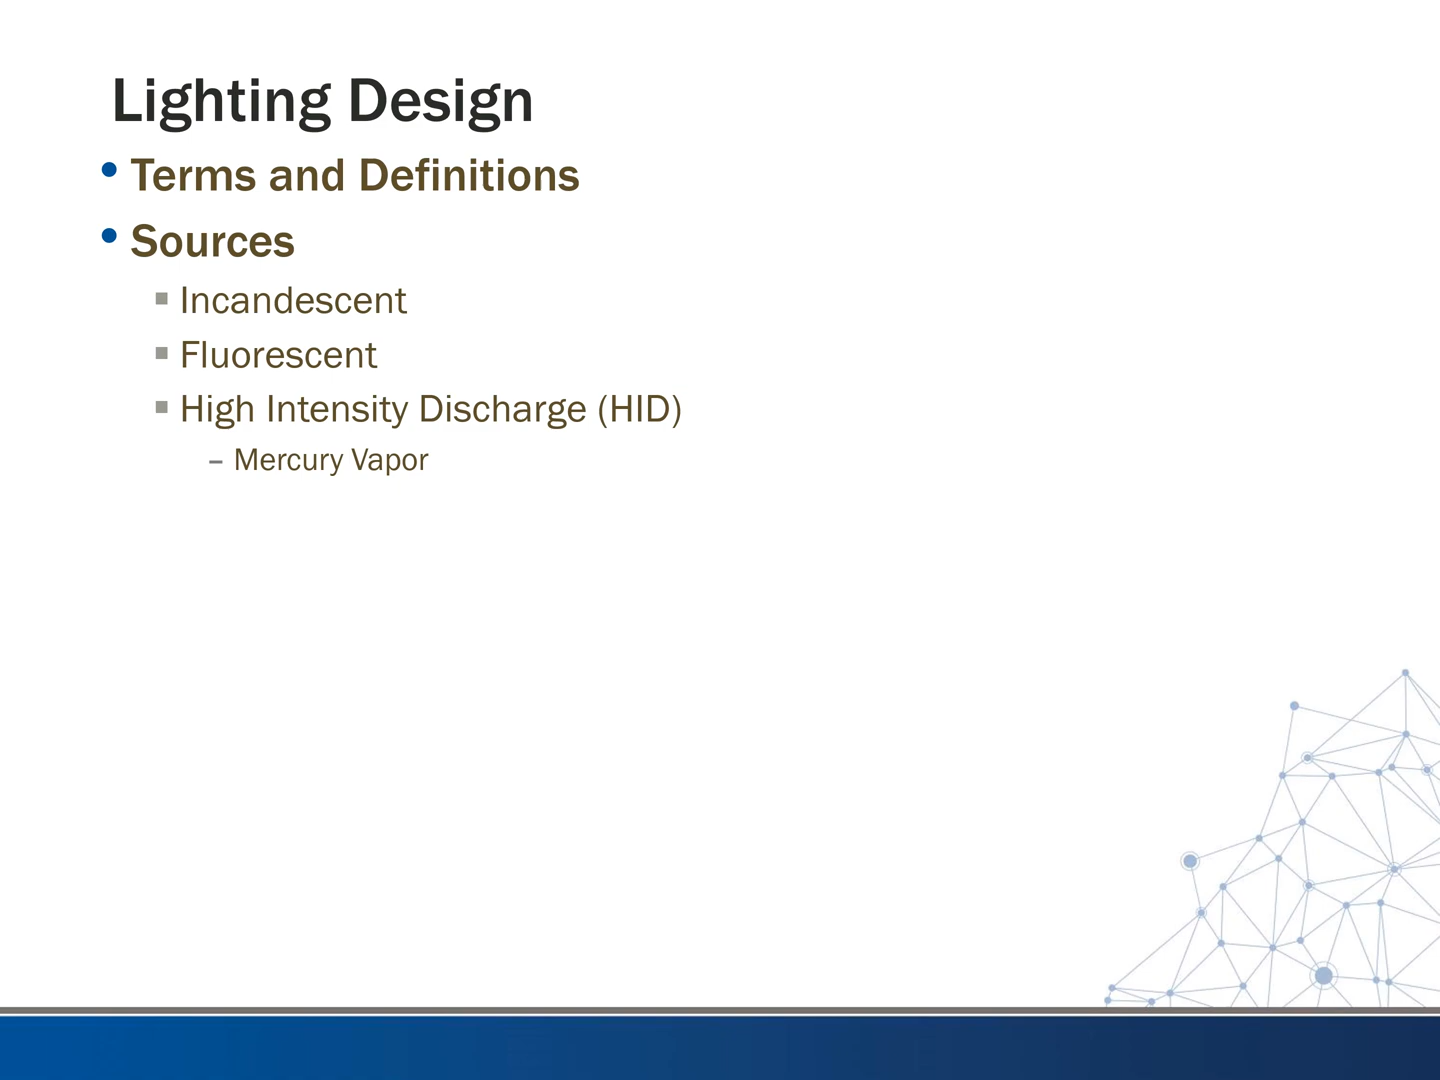 Lighting Design
• Terms and Definitions
• Sources
▪ Incandescent
▪ Fluorescent
▪ High Intensity Discharge (HID)
– Mercury Vapor